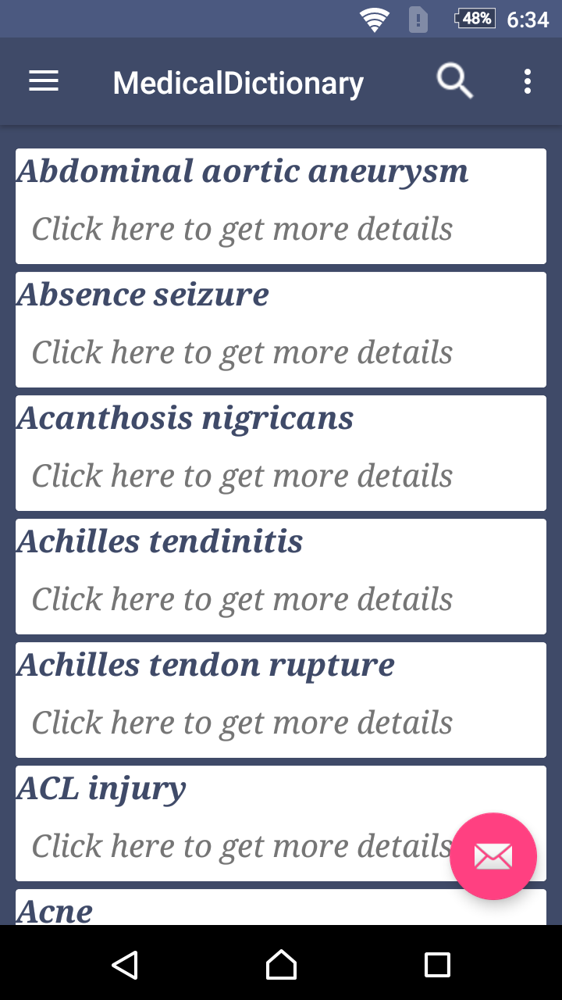 48% 6:34
MedicalDictionary
Abdominal aortic aneurysm
Click here to get more details
Absence seizure
Click here to get more details
Acanthosis nigricans
Click here to get more details
Achilles tendinitis
Click here to get more details
Achilles tendon rupture
Click here to get more details
ACL injury
Click here to get more details
Acne